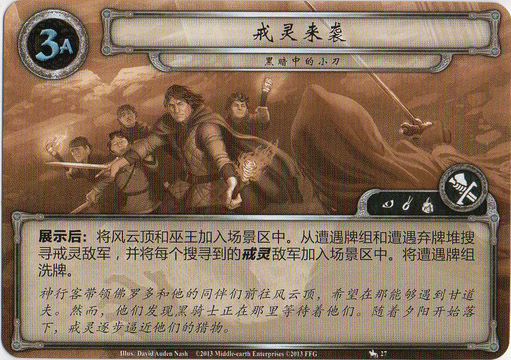 3A
戒灵来袭
黑暗中的小刀
展示后：将风云顶和巫王加入场景区中。从遭遇牌组和遭遇弃牌堆搜
寻戒灵敌军，并将每个搜寻到的戒灵敌军加入场景区中。将遭遇牌组
洗牌。
神行客带领佛罗多和他的同伴们前往风云顶，希望在那能够遇到甘道
夫。然而，他们发现黑骑士正在那里等待着他们。随着夕阳开始落
下，戒灵逐步逼近他们的猎物。
Illus. David Auden Nash ©2013 Middle-earth Enterprises ©2013 FFG 27